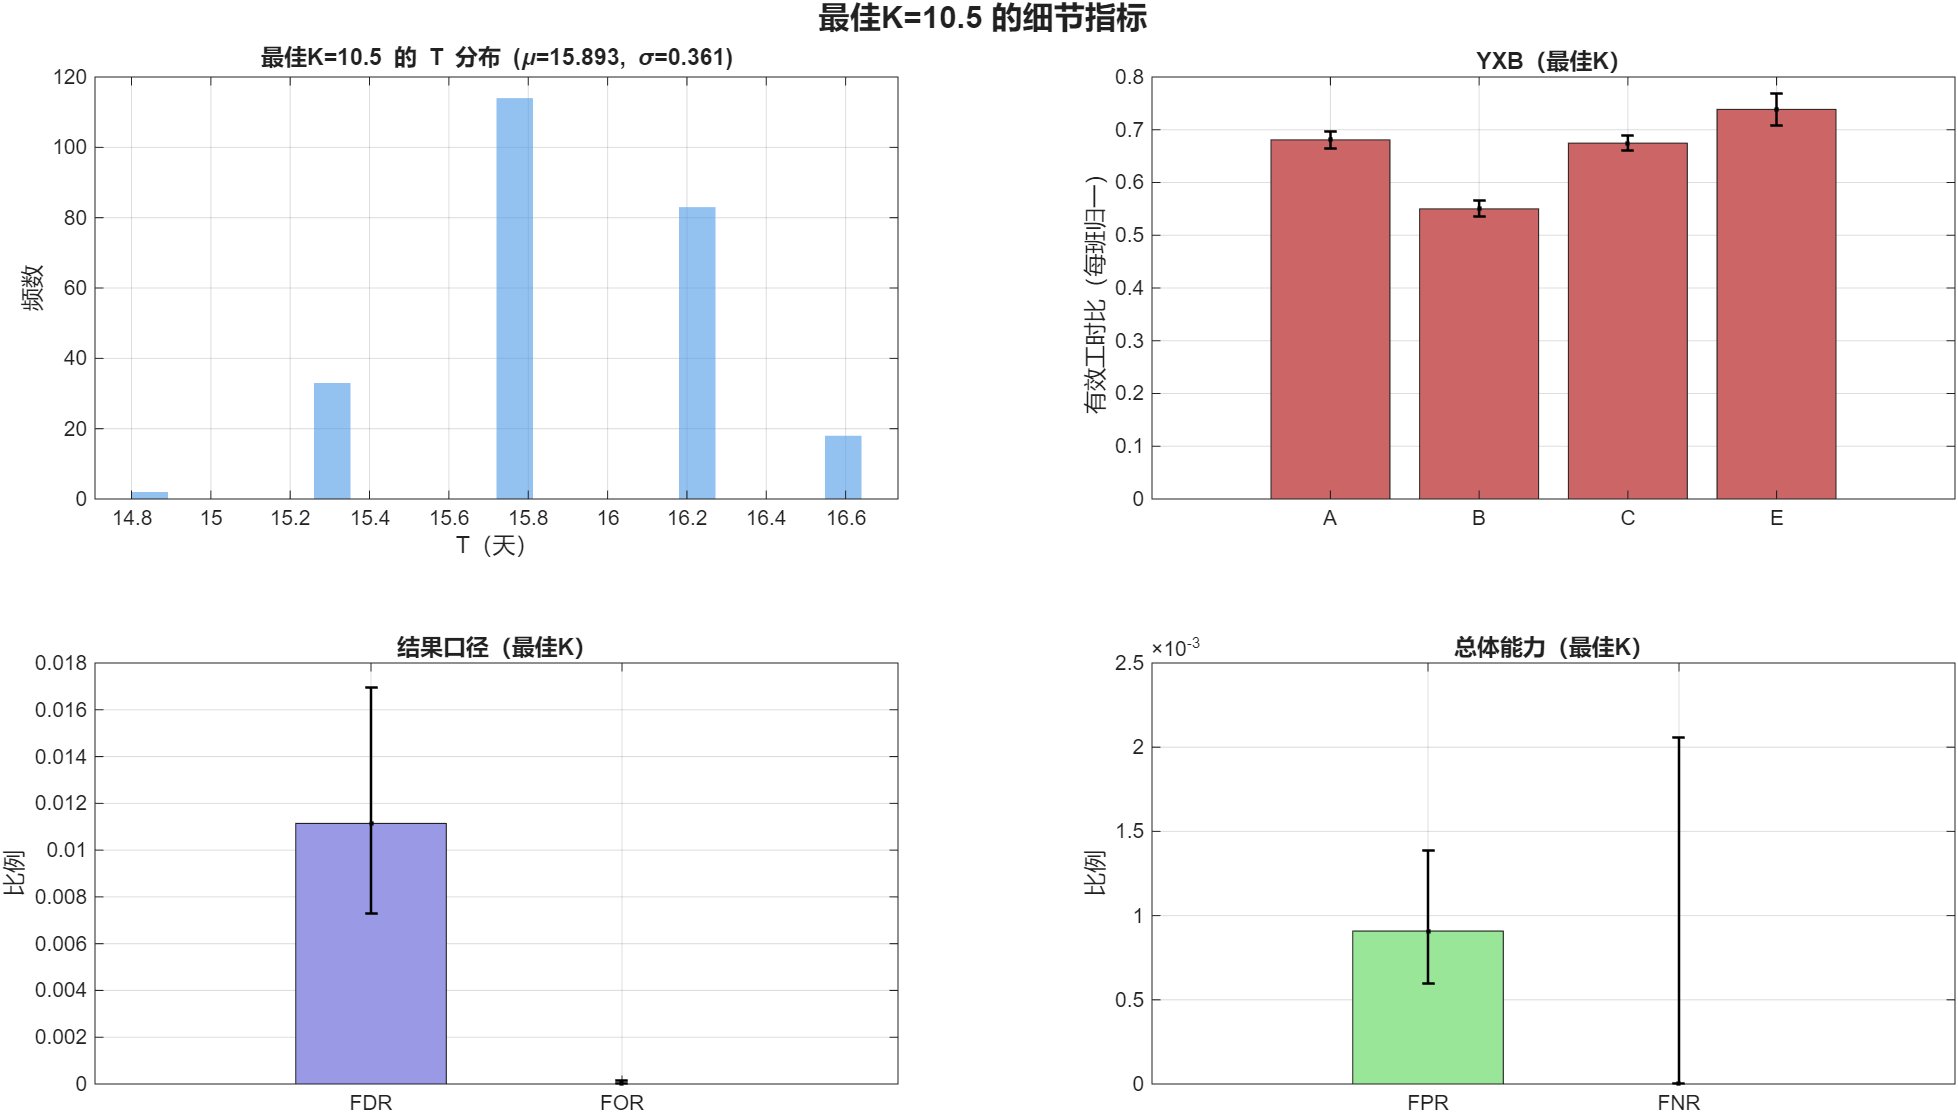 最佳K=10.5 的细节指标
最佳K=10.5 的 T 分布（μ=15.893, σ=0.361）
120
100
80
60
40
20
0
频数
14.8 15 15.2 15.4 15.6 15.8 16 16.2 16.4 16.6
T（天）
YXB（最佳K）
0.8
0.7
0.6
0.5
0.4
0.3
0.2
0.1
0
有效工时比（每班归一）
A B C E
结果口径（最佳K）
0.018
0.016
0.014
0.012
0.01
0.008
0.006
0.004
0.002
0
比例
FDR FOR
总体能力（最佳K）
×10⁻³
2.5
2
1.5
1
0.5
0
比例
FPR FNR